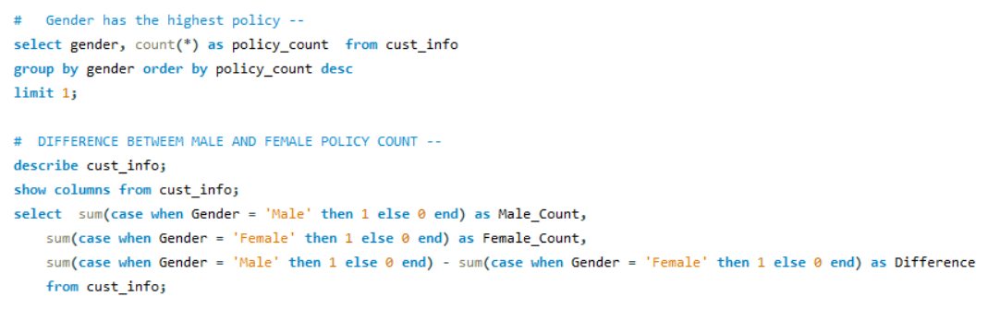 #   Gender has the highest policy --
select gender, count(*) as policy_count  from cust_info
group by gender order by policy_count desc
limit 1;
#  DIFFERENCE BETWEEM MALE AND FEMALE POLICY COUNT --
describe cust_info;
show columns from cust_info;
select  sum(case when Gender = 'Male' then 1 else 0 end) as Male_Count,
    sum(case when Gender = 'Female' then 1 else 0 end) as Female_Count,
    sum(case when Gender = 'Male' then 1 else 0 end) - sum(case when Gender = 'Female' then 1 else 0 end) as Difference
    from cust_info;